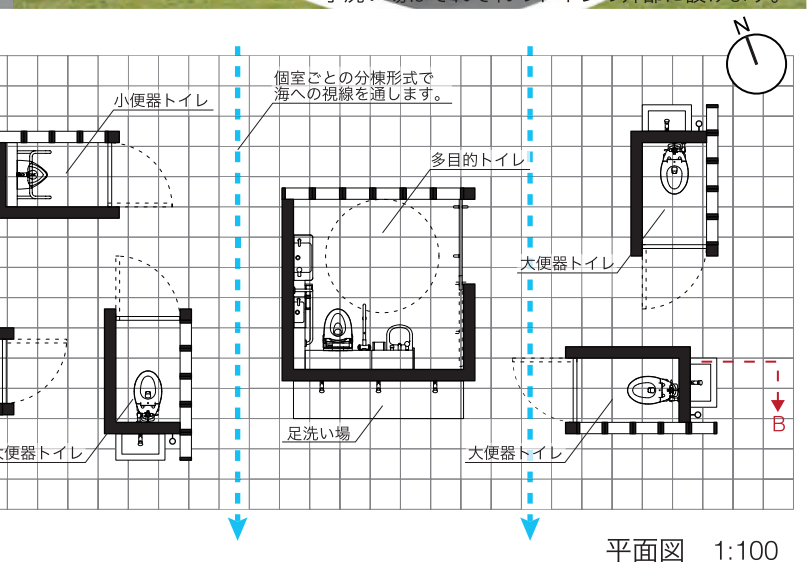 N
小便器トイレ
個室ごとの分棟形式で
海への視線を通します。
多目的トイレ
大便器トイレ
足洗い場
便器トイレ
大便器トイレ
B
平面図 1:100